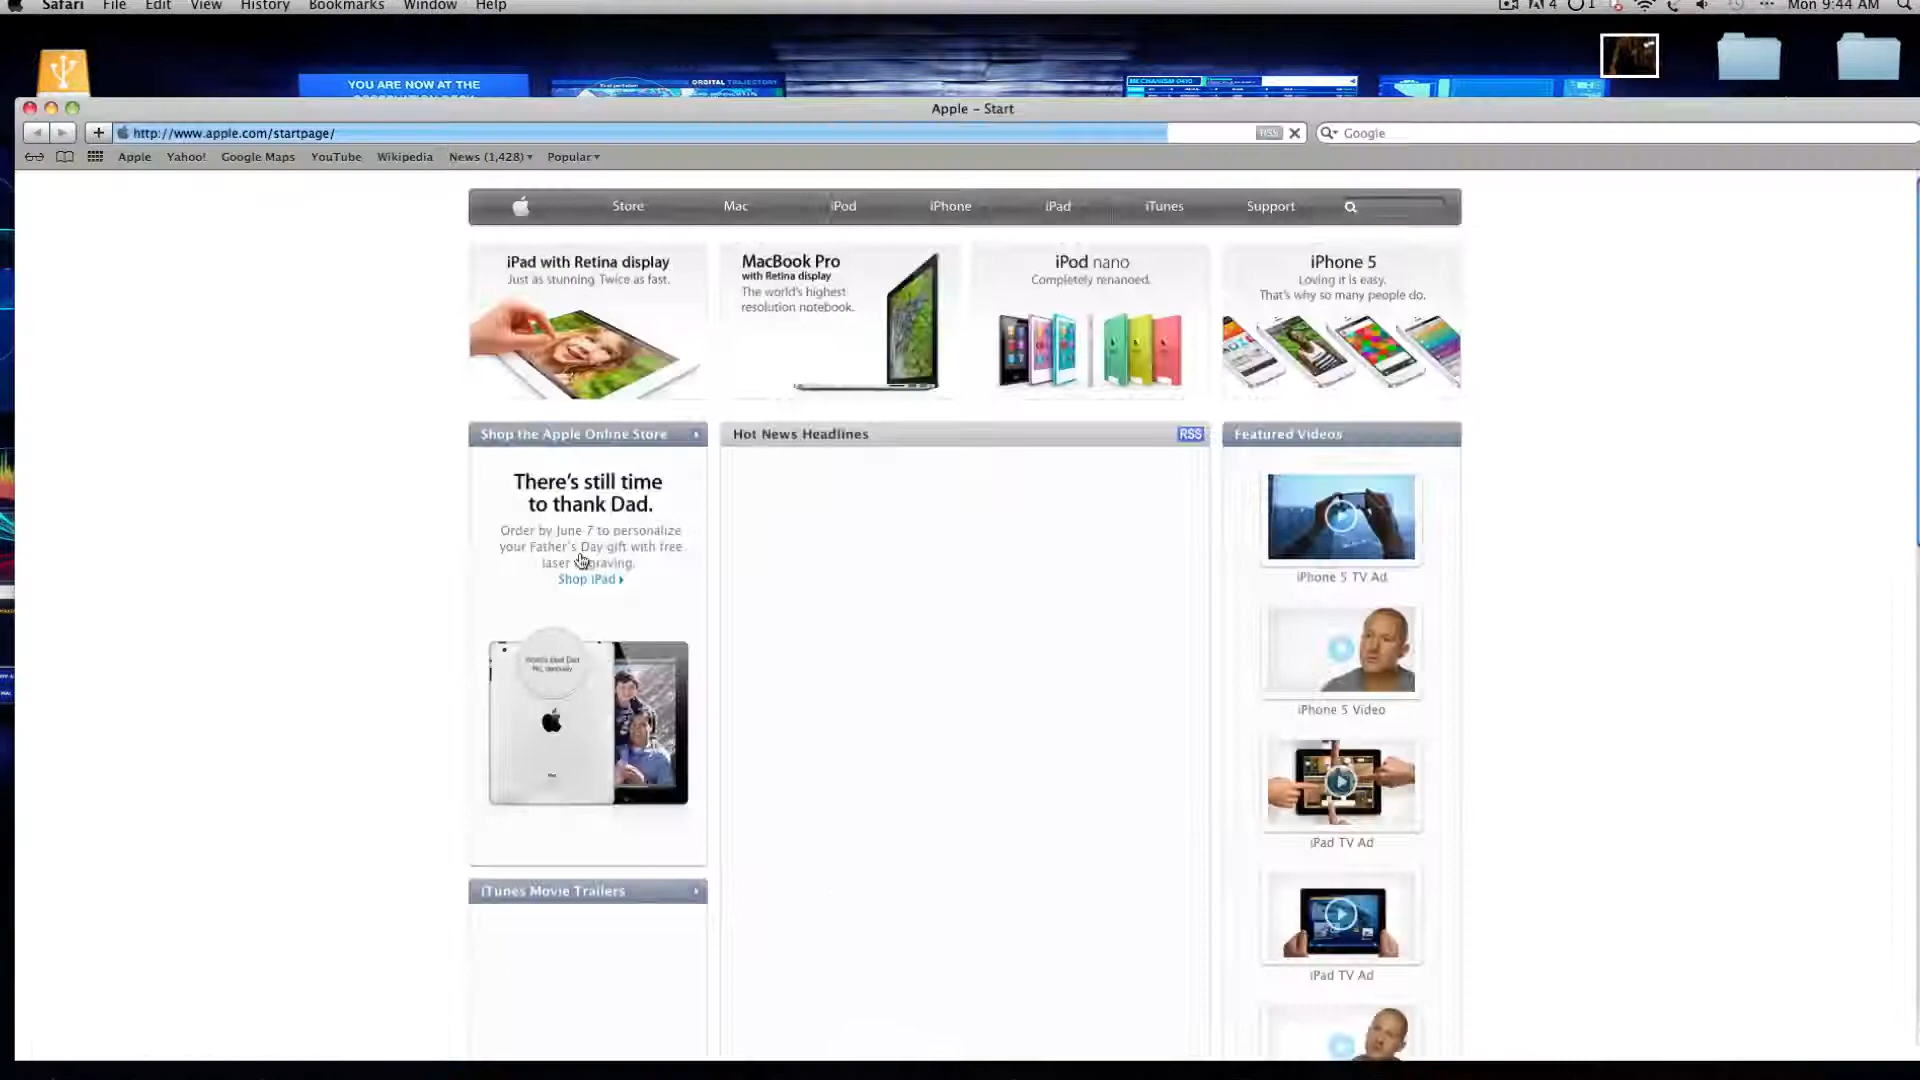 Safari File Edit View History Bookmarks Window Help
4 1 Mon 9:44 AM
YOU ARE NOW AT THE
ORBITAL TRAJECTORY
MECHANISM 0410
Apple – Start
http://www.apple.com/startpage/ RSS Google
Apple Yahoo! Google Maps YouTube Wikipedia News (1,428) Popular
Store Mac iPod iPhone iPad iTunes Support
iPad with Retina display
Just as stunning. Twice as fast.
MacBook Pro
with Retina display
The world's highest
resolution notebook.
iPod nano
Completely renanoed.
iPhone 5
Loving it is easy.
That's why so many people do.
Shop the Apple Online Store
There's still time
to thank Dad.
Order by June 7 to personalize
your Father's Day gift with free
laser engraving.
Shop iPad
iTunes Movie Trailers
Hot News Headlines RSS
Featured Videos
iPhone 5 TV Ad
iPhone 5 Video
iPad TV Ad
iPad TV Ad